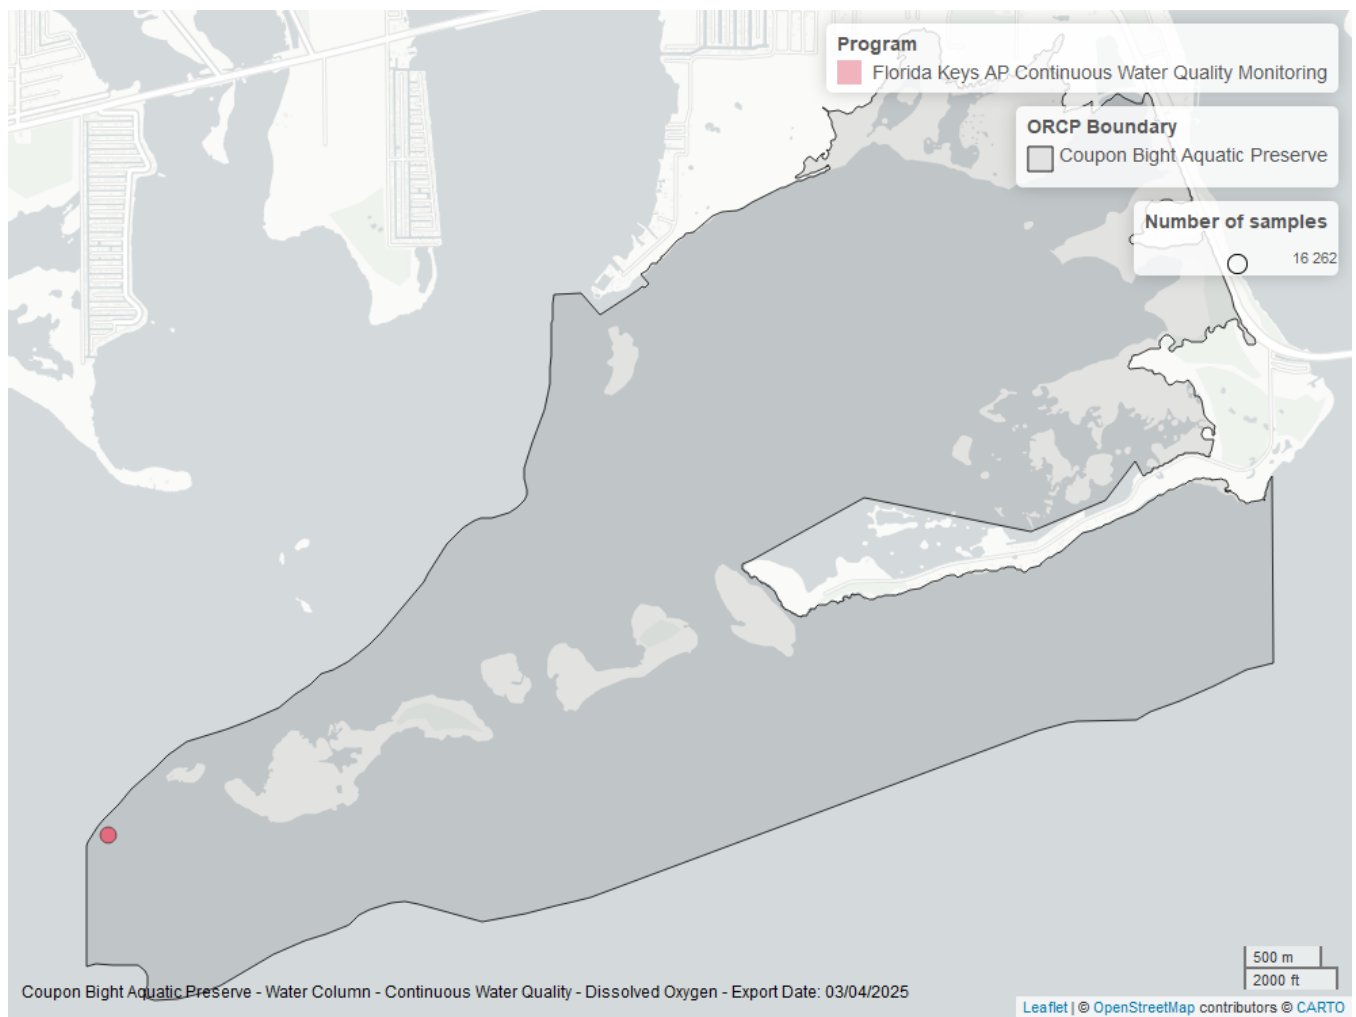 Program
Florida Keys AP Continuous Water Quality Monitoring
ORCP Boundary
Coupon Bight Aquatic Preserve
Number of samples
16 262
500 m
2000 ft
Coupon Bight Aquatic Preserve - Water Column - Continuous Water Quality - Dissolved Oxygen - Export Date: 03/04/2025
Leaflet | © OpenStreetMap contributors © CARTO